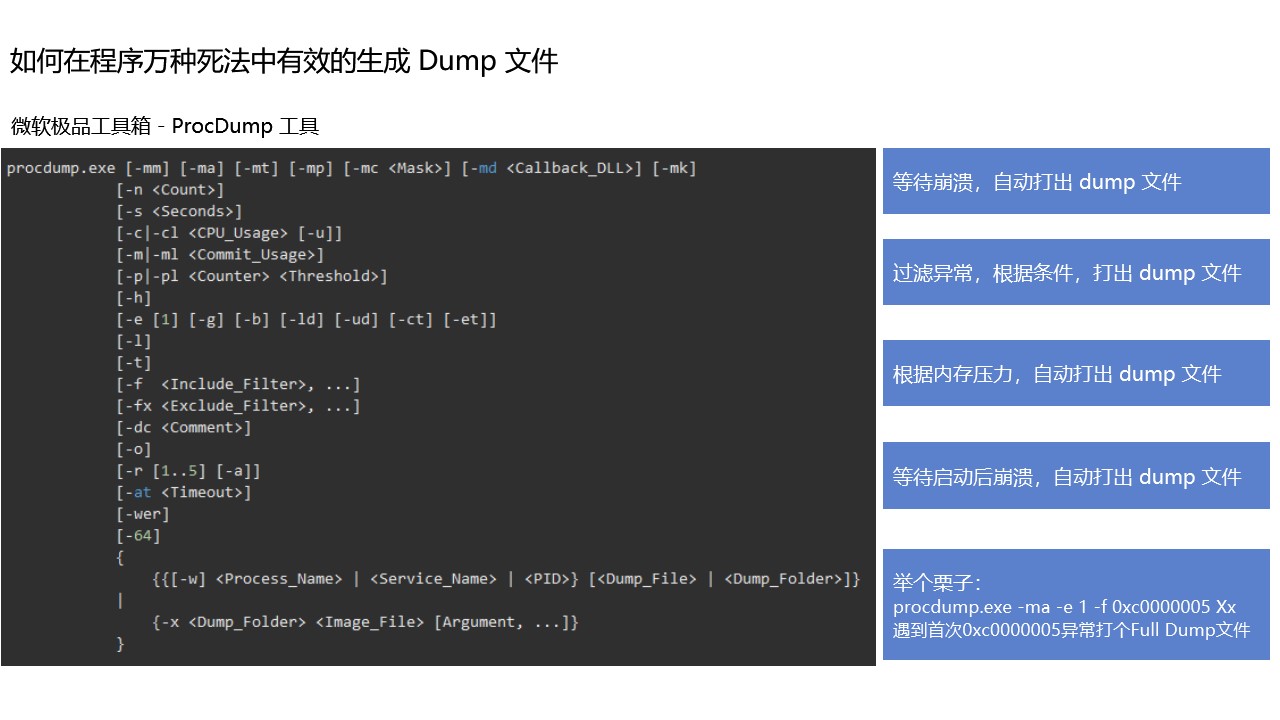 如何在程序万种死法中有效的生成 Dump 文件
微软极品工具箱 - ProcDump 工具
procdump.exe [-mm] [-ma] [-mt] [-mp] [-mc <Mask>] [-md <Callback_DLL>] [-mk]
[-n <Count>]
[-s <Seconds>]
[-c|-cl <CPU_Usage> [-u]]
[-m|-ml <Commit_Usage>]
[-p|-pl <Counter> <Threshold>]
[-h]
[-e [1] [-g] [-b] [-ld] [-ud] [-ct] [-et]]
[-l]
[-t]
[-f  <Include_Filter>, ...]
[-fx <Exclude_Filter>, ...]
[-dc <Comment>]
[-o]
[-r [1..5] [-a]]
[-at <Timeout>]
[-wer]
[-64]
{
{{[-w] <Process_Name> | <Service_Name> | <PID>} [<Dump_File> | <Dump_Folder>]}
|
{-x <Dump_Folder> <Image_File> [Argument, ...]}
}
等待崩溃，自动打出 dump 文件
过滤异常，根据条件，打出 dump 文件
根据内存压力，自动打出 dump 文件
等待启动后崩溃，自动打出 dump 文件
举个栗子：
procdump.exe -ma -e 1 -f 0xc0000005 Xx
遇到首次0xc0000005异常打个Full Dump文件